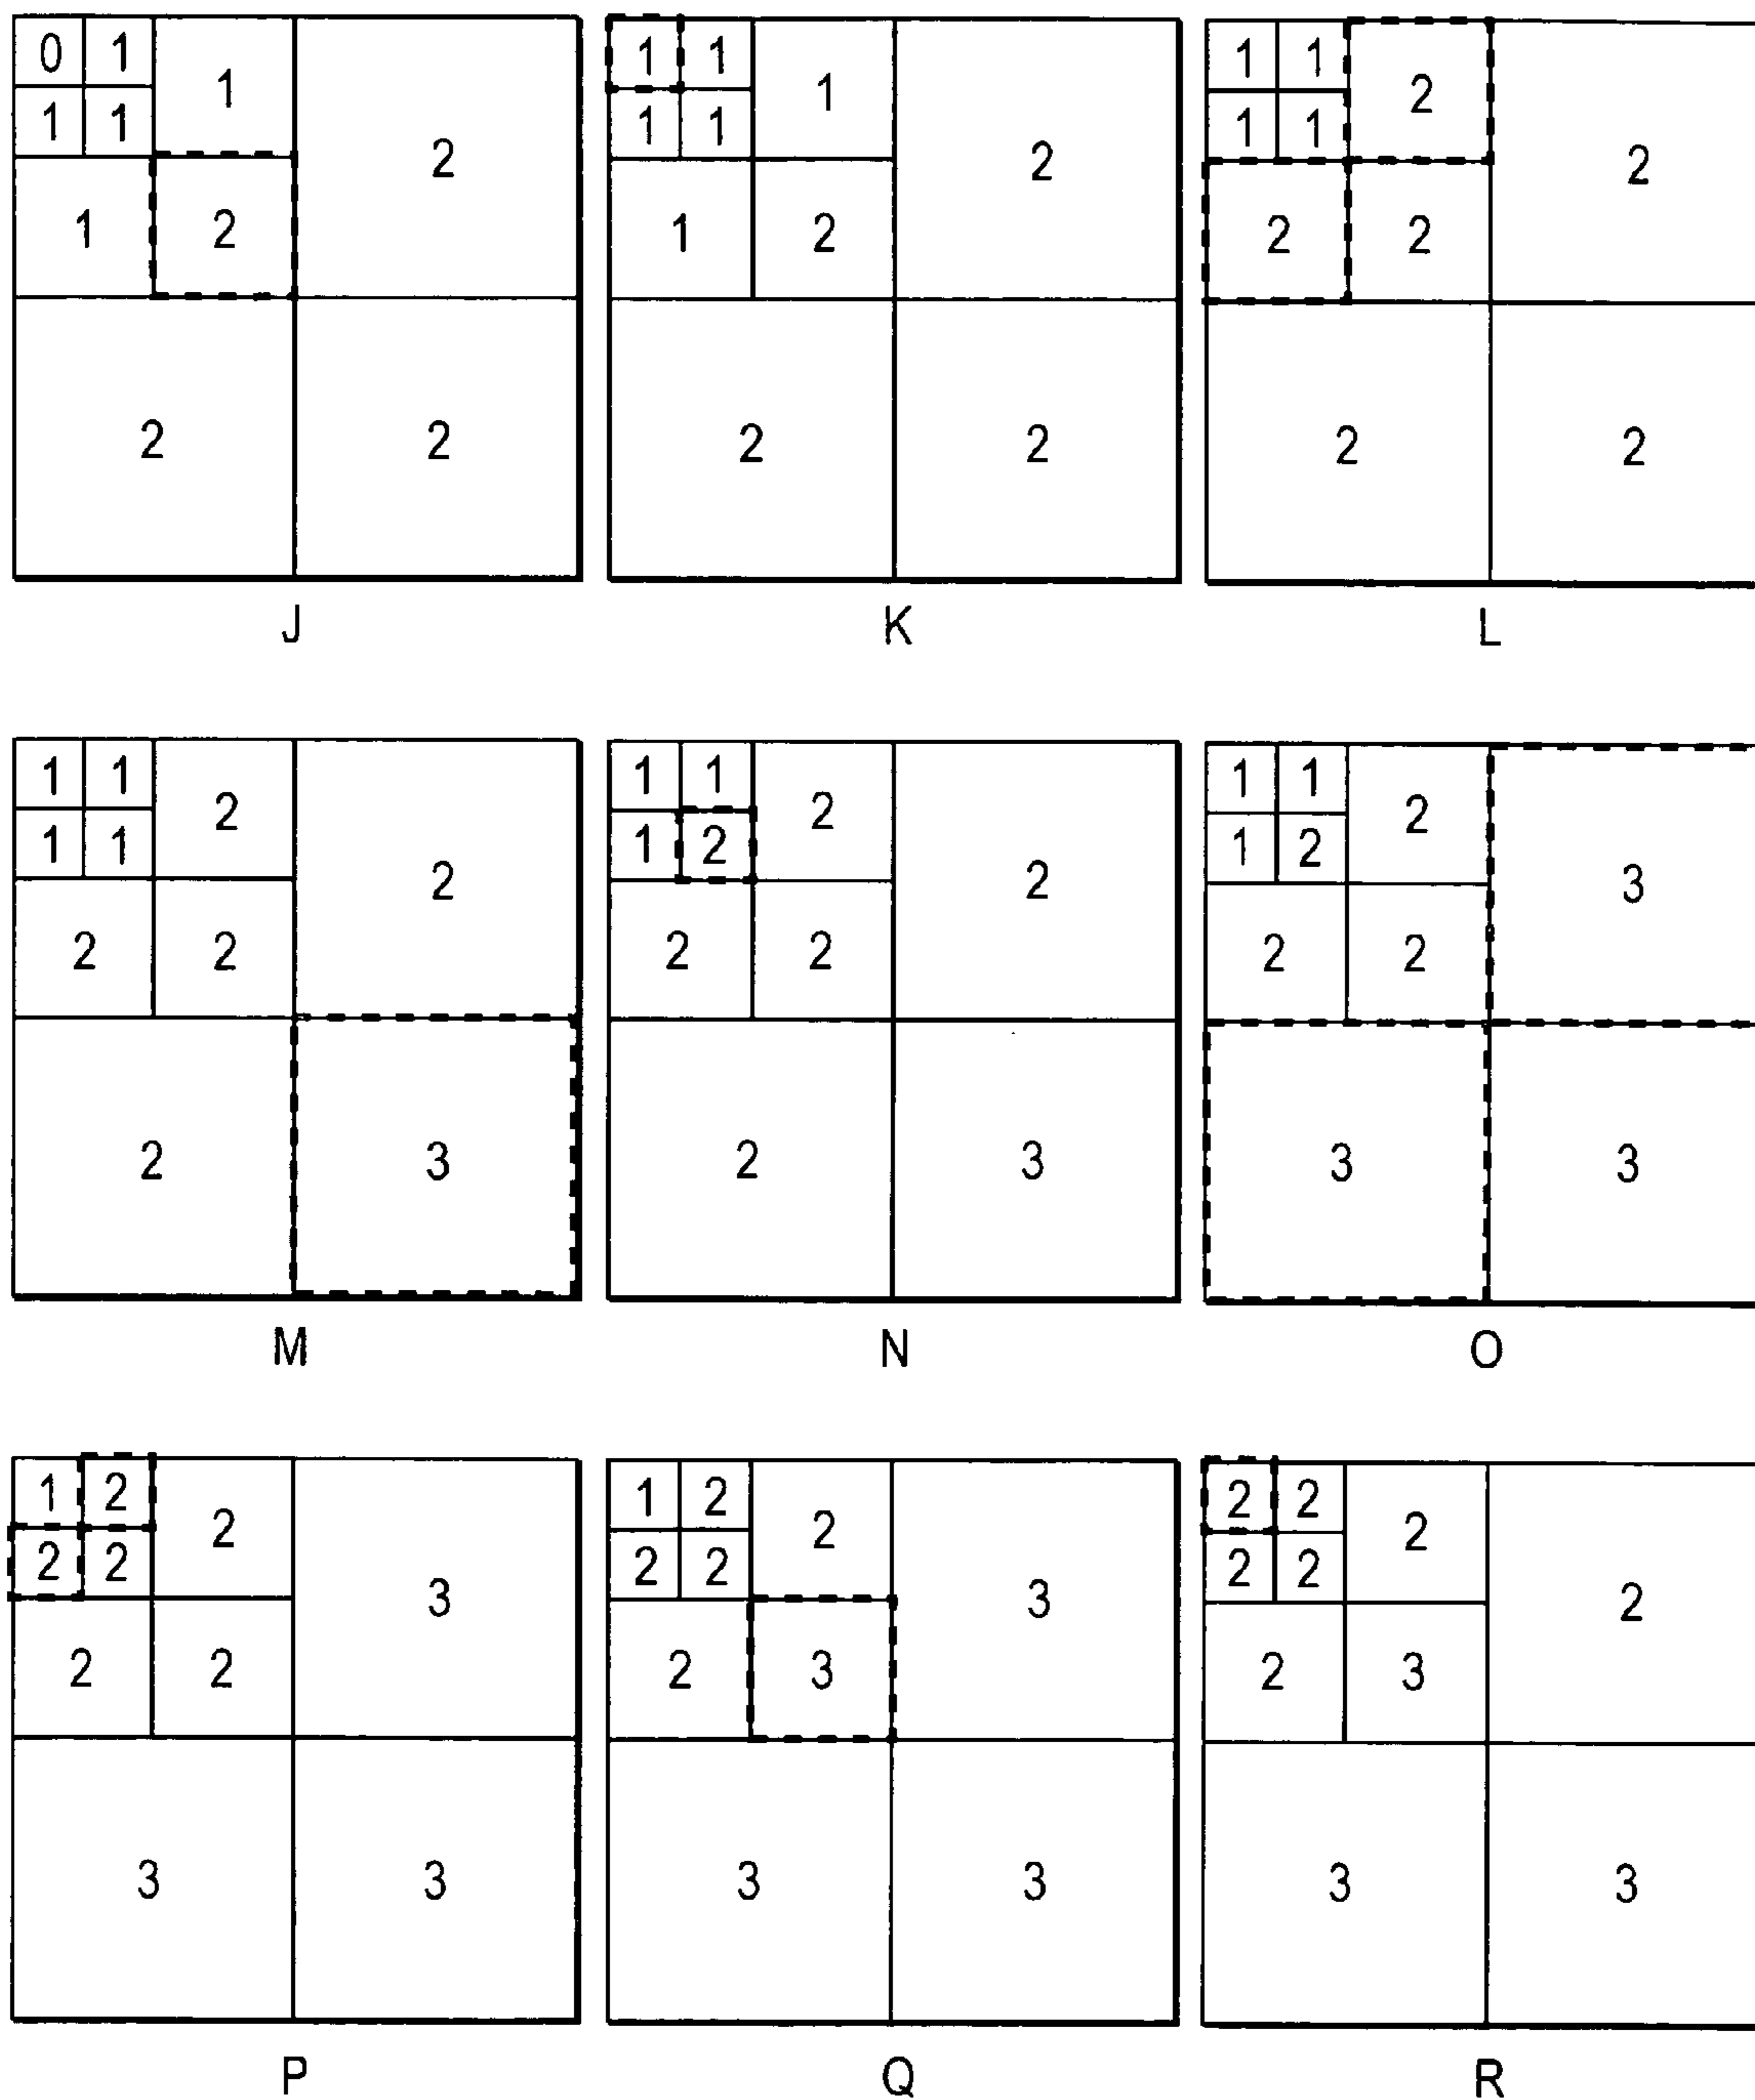 0 1 1 2 1 1 1 2
1 1 1 2 1 1
1 1 2 2
1 2 1 2 2 2
2 2 2 2 2 2
J K L
1 1 2 2 1 1 2 2 1 1 2 3
1 1 1 2 1 2
2 2 2 2 2 2
2 3 2 3 3 3
M N O
1 2 2 3 1 2 2 3 2 2 2 2
2 2 2 2 2 2
2 2 2 3 2 3
3 3 3 3 3 3
P Q R